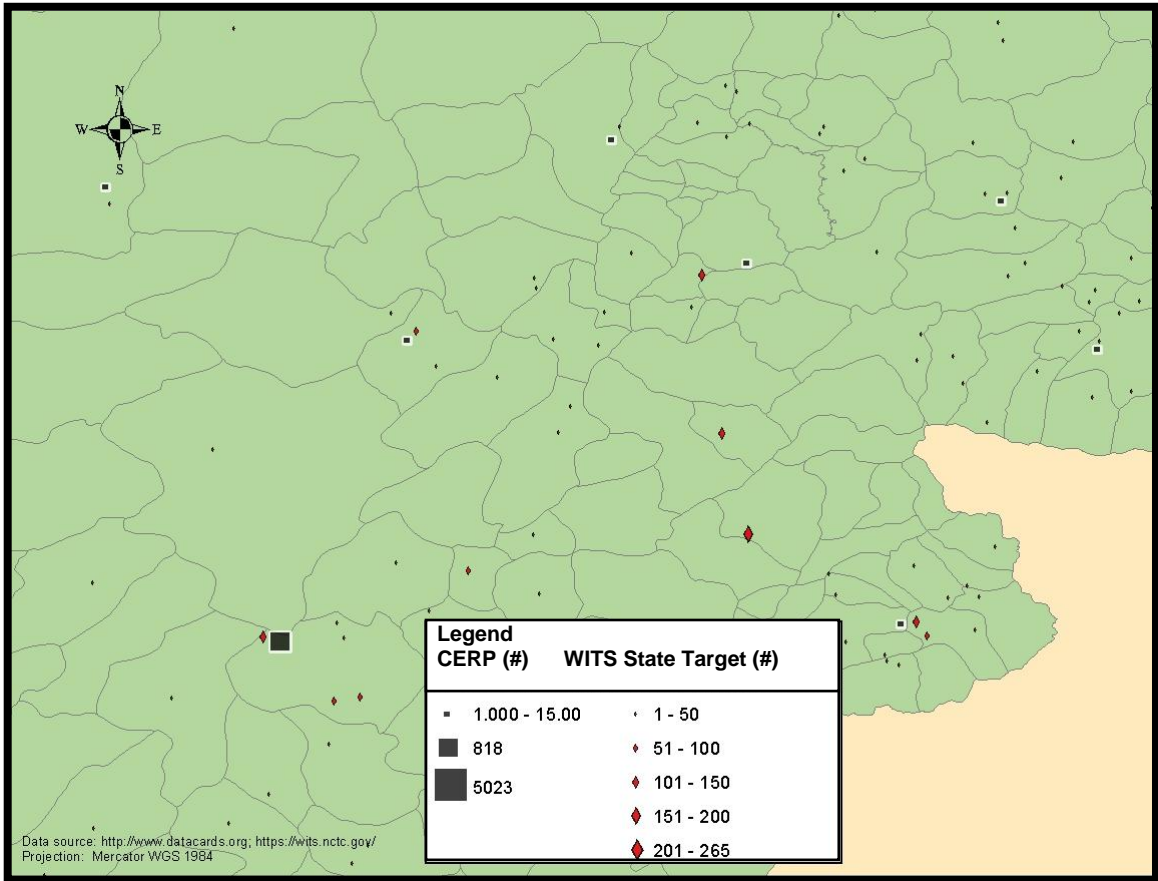 N
W E
S
Legend
CERP (#) WITS State Target (#)
1.000 - 15.00 1 - 50
818 51 - 100
5023 101 - 150
151 - 200
201 - 265
Data source: http://www.datacards.org; https://wits.nctc.gov/
Projection: Mercator WGS 1984